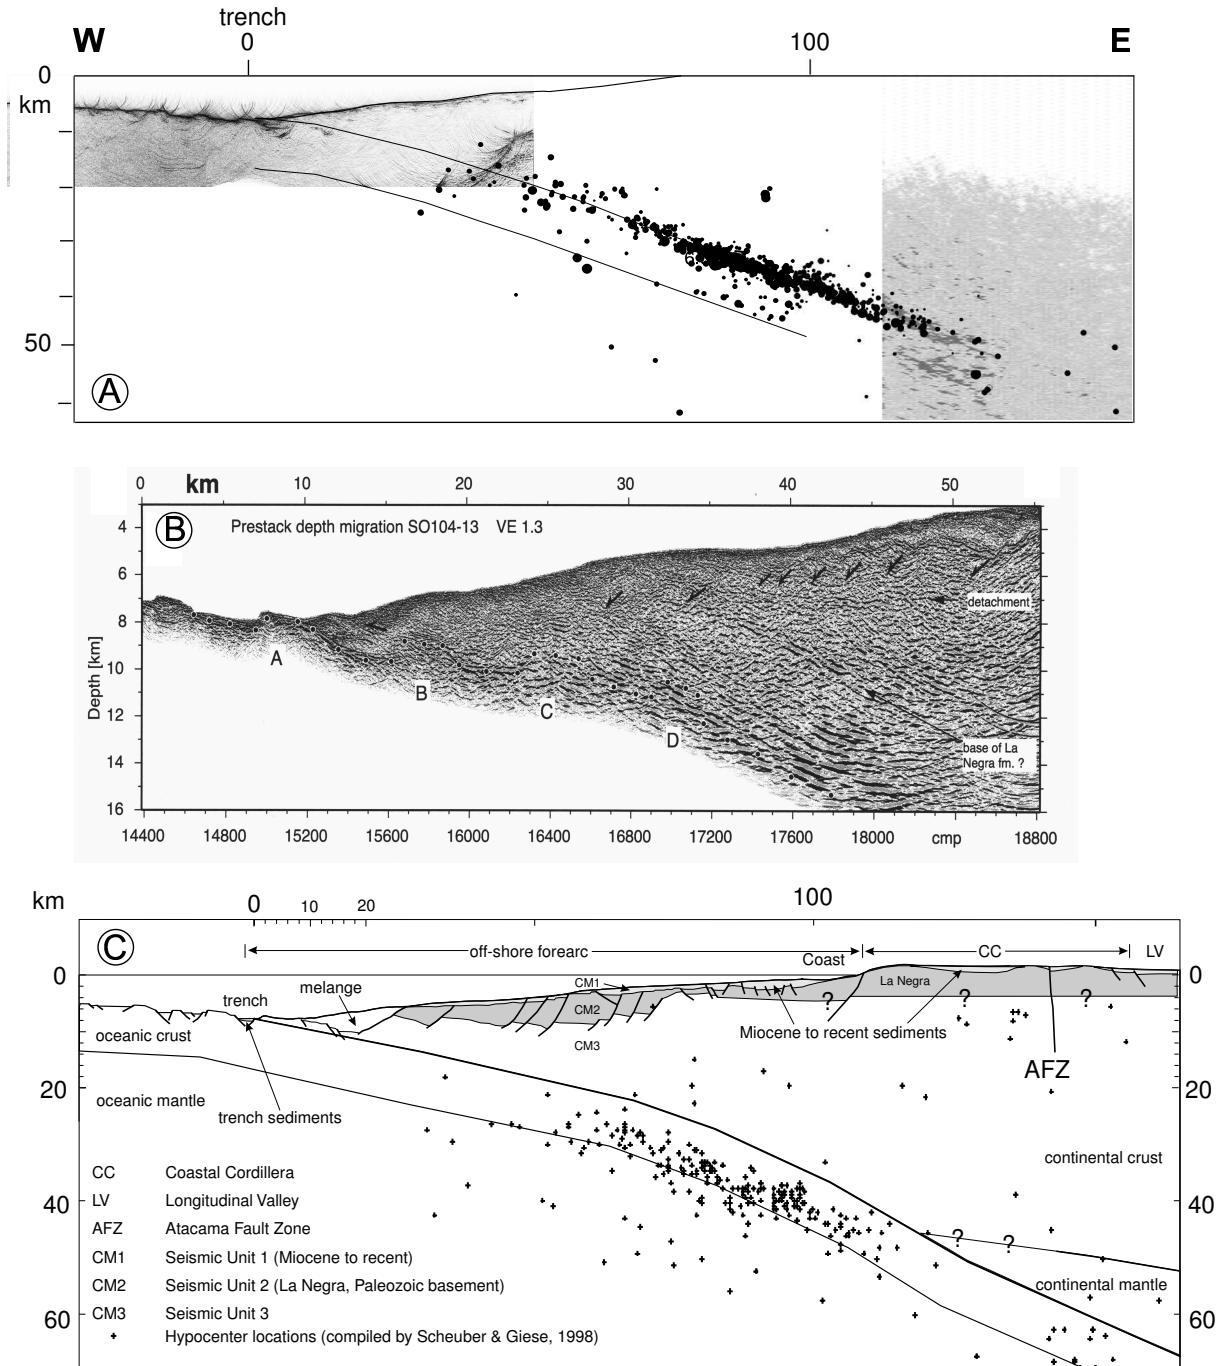 trench
W 0 100 E
0
km
50
A
0 km 10 20 30 40 50
B Prestack depth migration SO104-13 VE 1.3
4
6
8
10
12
14
16
Depth [km]
detachment
A
B
C
D
base of La
Negra fm. ?
14400 14800 15200 15600 16000 16400 16800 17200 17600 18000 cmp 18800
km 0 10 20 100
C
off-shore forearc CC LV
Coast
0 0
trench melange CM1 La Negra
CM2 ? ? ?
oceanic crust CM3 Miocene to recent sediments
AFZ
20 20
oceanic mantle
trench sediments
continental crust
CC Coastal Cordillera
LV Longitudinal Valley
40 40
AFZ Atacama Fault Zone
? ?
CM1 Seismic Unit 1 (Miocene to recent)
CM2 Seismic Unit 2 (La Negra, Paleozoic basement)
continental mantle
CM3 Seismic Unit 3
60 60
Hypocenter locations (compiled by Scheuber & Giese, 1998)